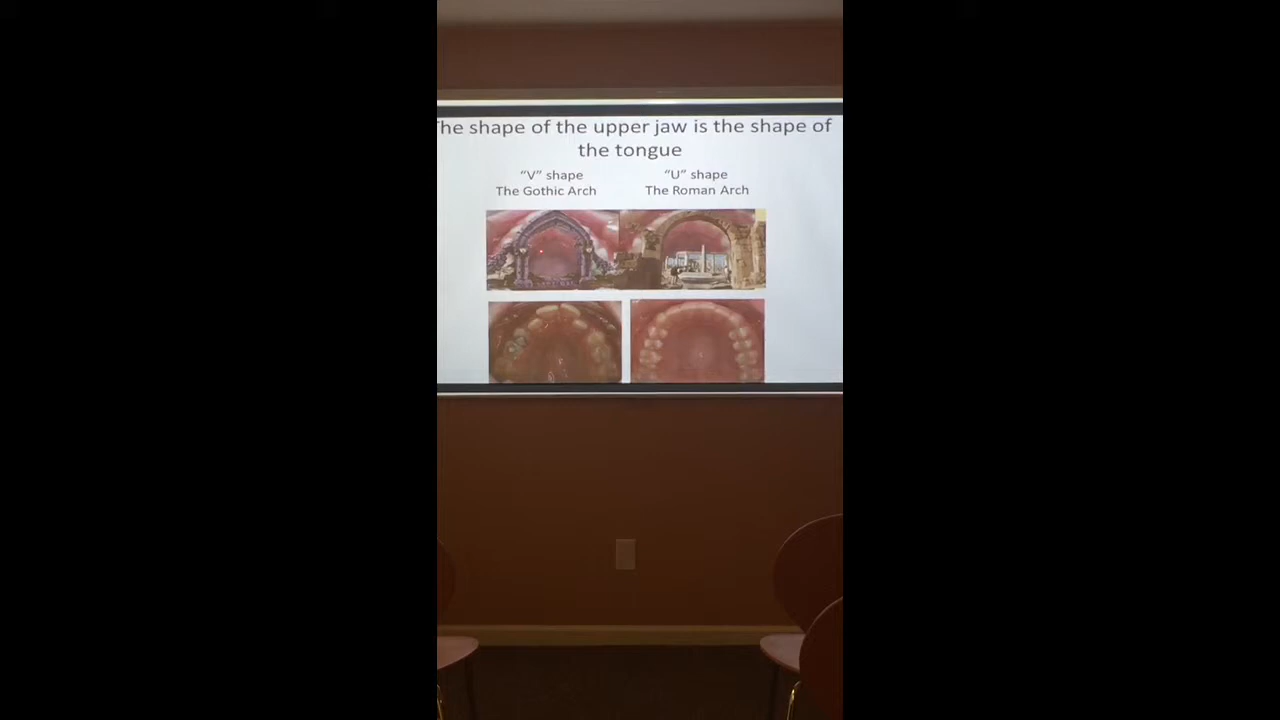 The shape of the upper jaw is the shape of
the tongue
"V" shape
The Gothic Arch
"U" shape
The Roman Arch